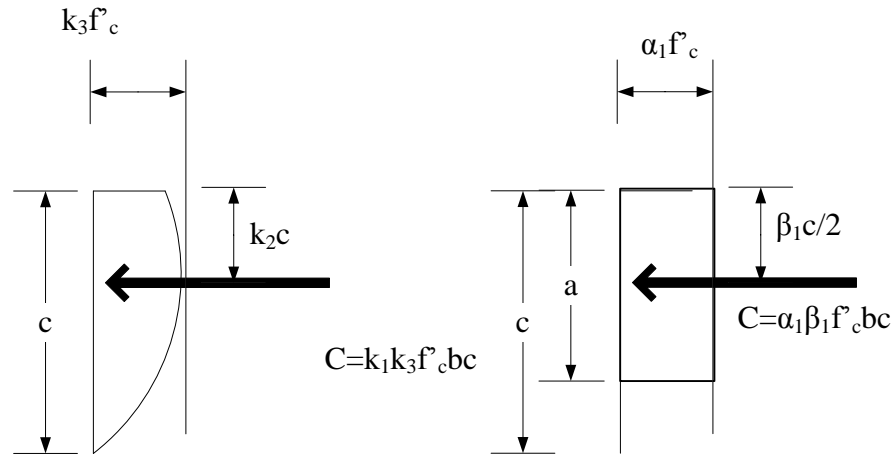 k₃f’c
α₁f’c
k₂c
β₁c/2
c
c
a
C=k₁k₃f’cbc
C=α₁β₁f’cbc